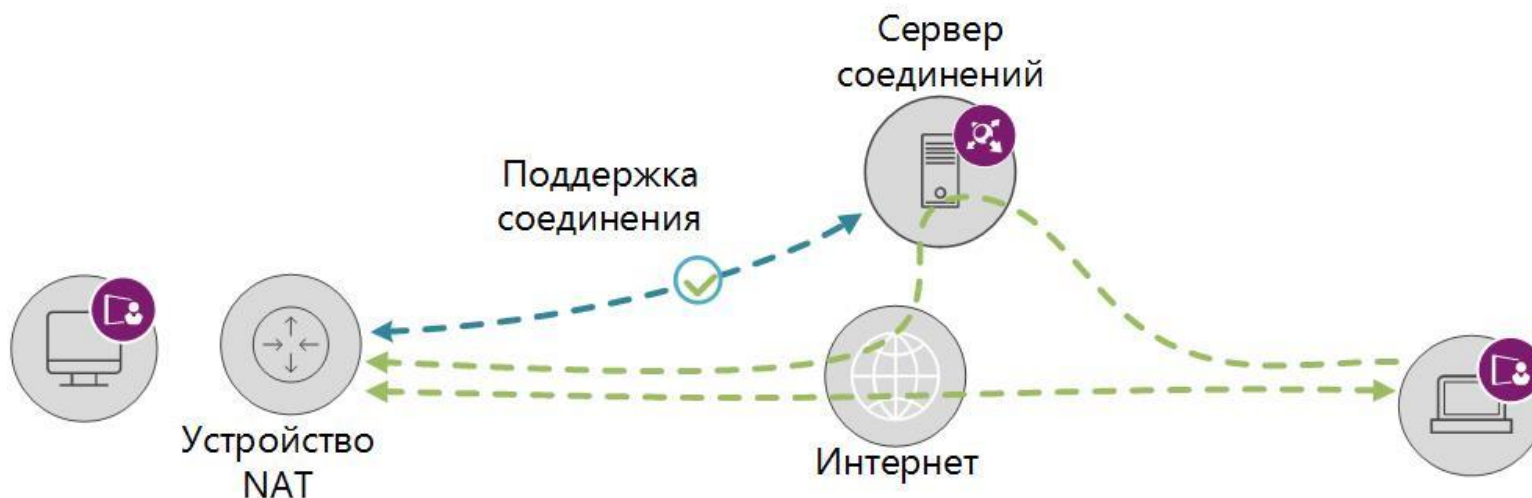 Сервер
соединений
Поддержка
соединения
Устройство
NAT
Интернет